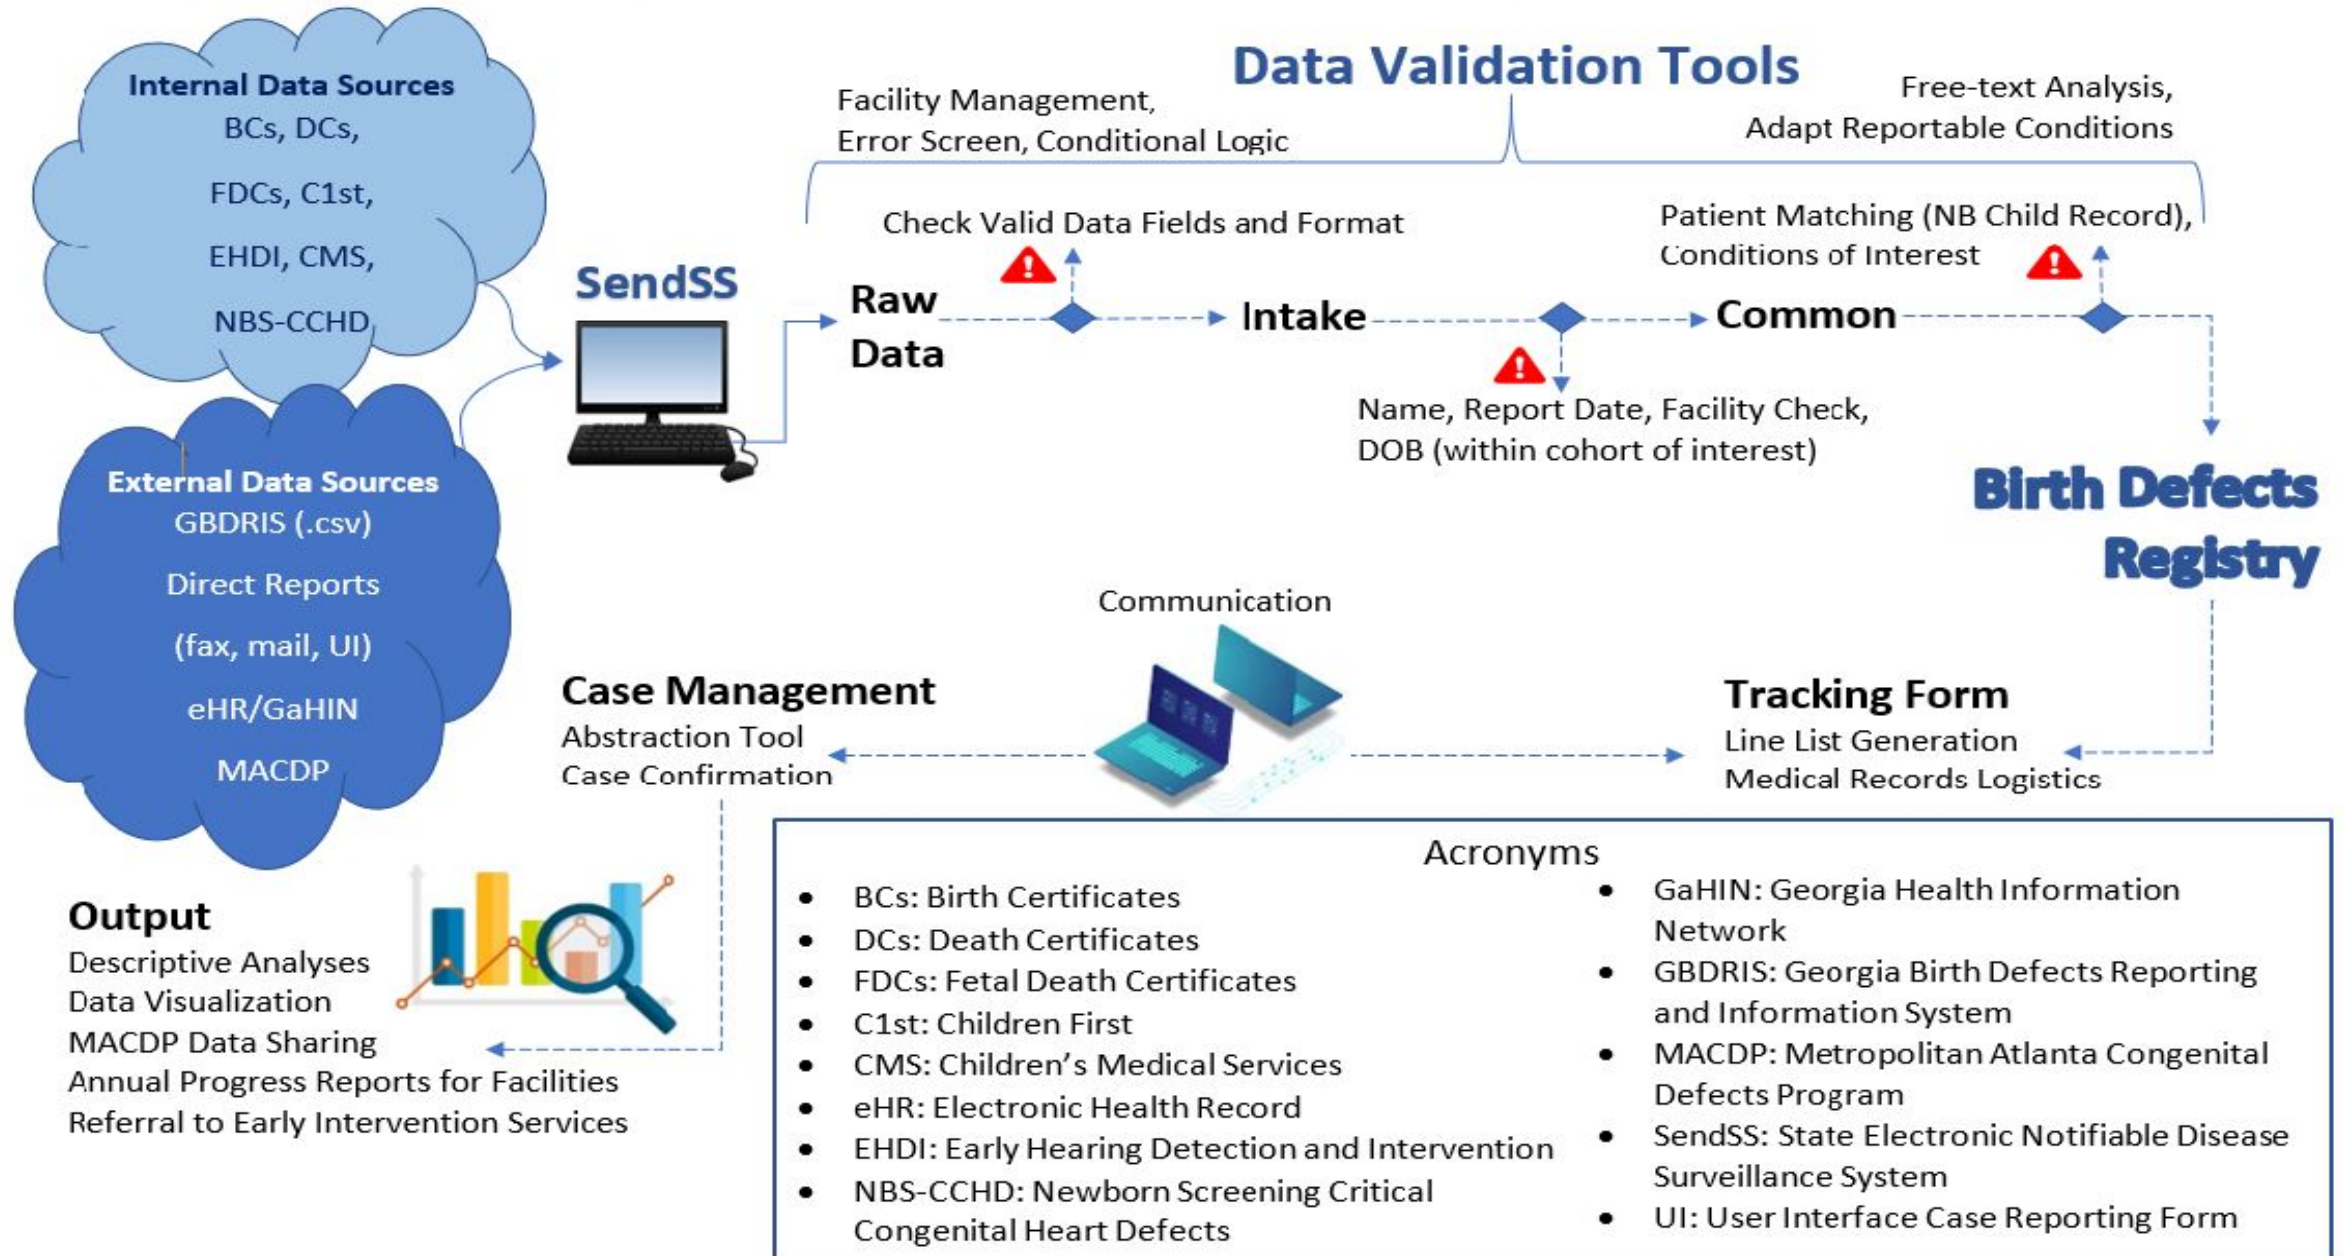 Internal Data Sources
BCs, DCs,
FDCs, C1st,
EHDI, CMS,
NBS-CCHD
External Data Sources
GBDRIS (.csv)
Direct Reports
(fax, mail, UI)
eHR/GaHIN
MACDP
SendSS
Data Validation Tools
Facility Management,
Error Screen, Conditional Logic
Free-text Analysis,
Adapt Reportable Conditions
Check Valid Data Fields and Format
Patient Matching (NB Child Record),
Conditions of Interest
Raw
Data
Intake
Common
Name, Report Date, Facility Check,
DOB (within cohort of interest)
Birth Defects
Registry
Communication
Case Management
Abstraction Tool
Case Confirmation
Tracking Form
Line List Generation
Medical Records Logistics
Output
Descriptive Analyses
Data Visualization
MACDP Data Sharing
Annual Progress Reports for Facilities
Referral to Early Intervention Services
Acronyms
• BCs: Birth Certificates
• DCs: Death Certificates
• FDCs: Fetal Death Certificates
• C1st: Children First
• CMS: Children’s Medical Services
• eHR: Electronic Health Record
• EHDI: Early Hearing Detection and Intervention
• NBS-CCHD: Newborn Screening Critical
Congenital Heart Defects
• GaHIN: Georgia Health Information
Network
• GBDRIS: Georgia Birth Defects Reporting
and Information System
• MACDP: Metropolitan Atlanta Congenital
Defects Program
• SendSS: State Electronic Notifiable Disease
Surveillance System
• UI: User Interface Case Reporting Form